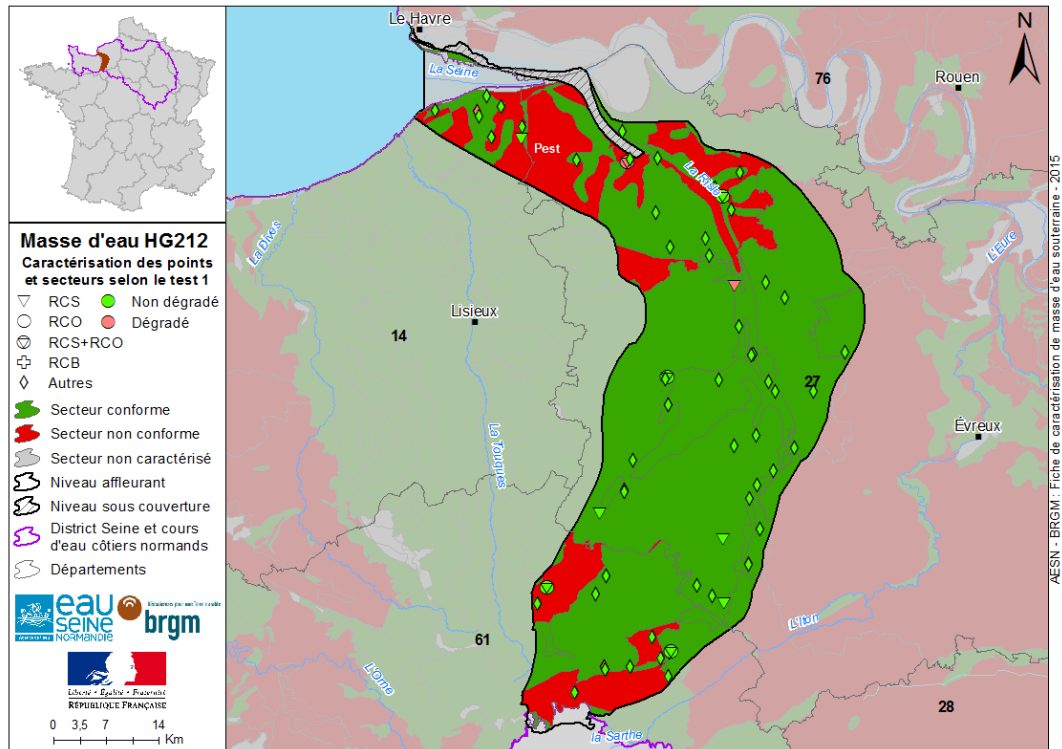 Masse d'eau HG212
Caractérisation des points
et secteurs selon le test 1
RCS
Non dégradé
RCO
Dégradé
RCS+RCO
RCB
Autres
Secteur conforme
Secteur non conforme
Secteur non caractérisé
Niveau affleurant
Niveau sous couverture
District Seine et cours
d'eau côtiers normands
Départements
eau
SEINE
NORMANDIE
brgm
Liberté • Égalité • Fraternité
RÉPUBLIQUE FRANÇAISE
0 3,5 7 14
Km
Le Havre
La Seine
76
Rouen
N
Pest
La Risle
La Dives
L'Eure
Lisieux
14
27
Évreux
La Touques
L'Iton
61
L'Orne
28
la Sarthe
AESN - BRGM : Fiche de caractérisation de masse d'eau souterraine - 2015